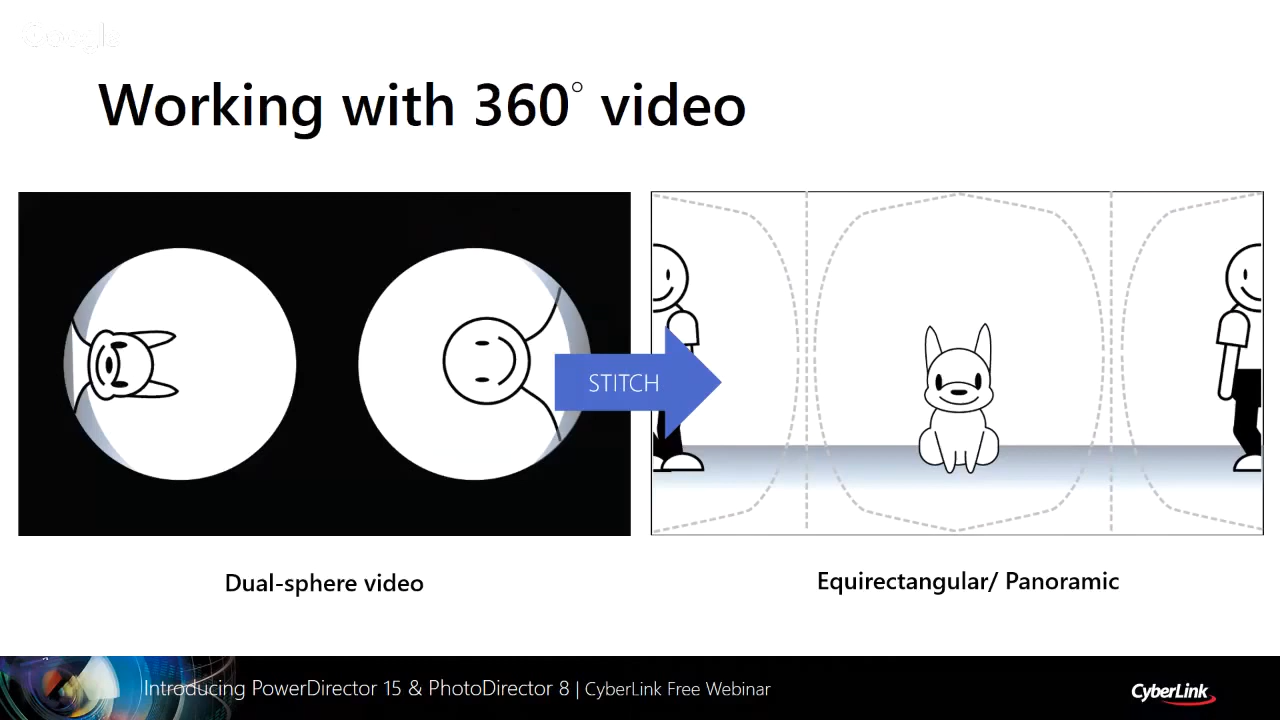 Google
Working with 360° video
STITCH
Dual-sphere video
Equirectangular/ Panoramic
Introducing PowerDirector 15 & PhotoDirector 8 | CyberLink Free Webinar
CyberLink